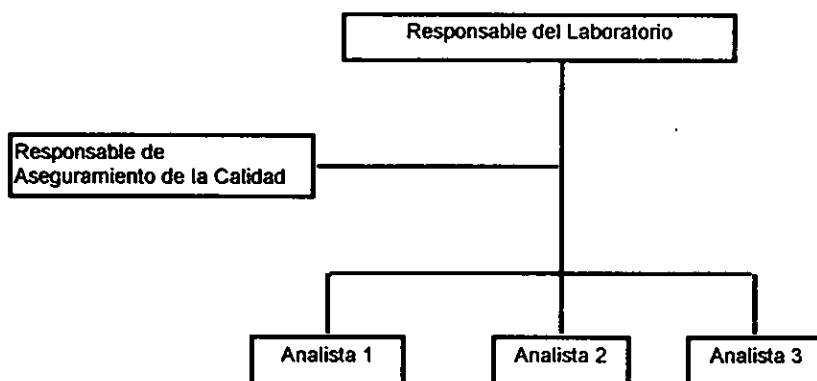 Responsable del Laboratorio
Responsable de
Aseguramiento de la Calidad
Analista 1
Analista 2
Analista 3